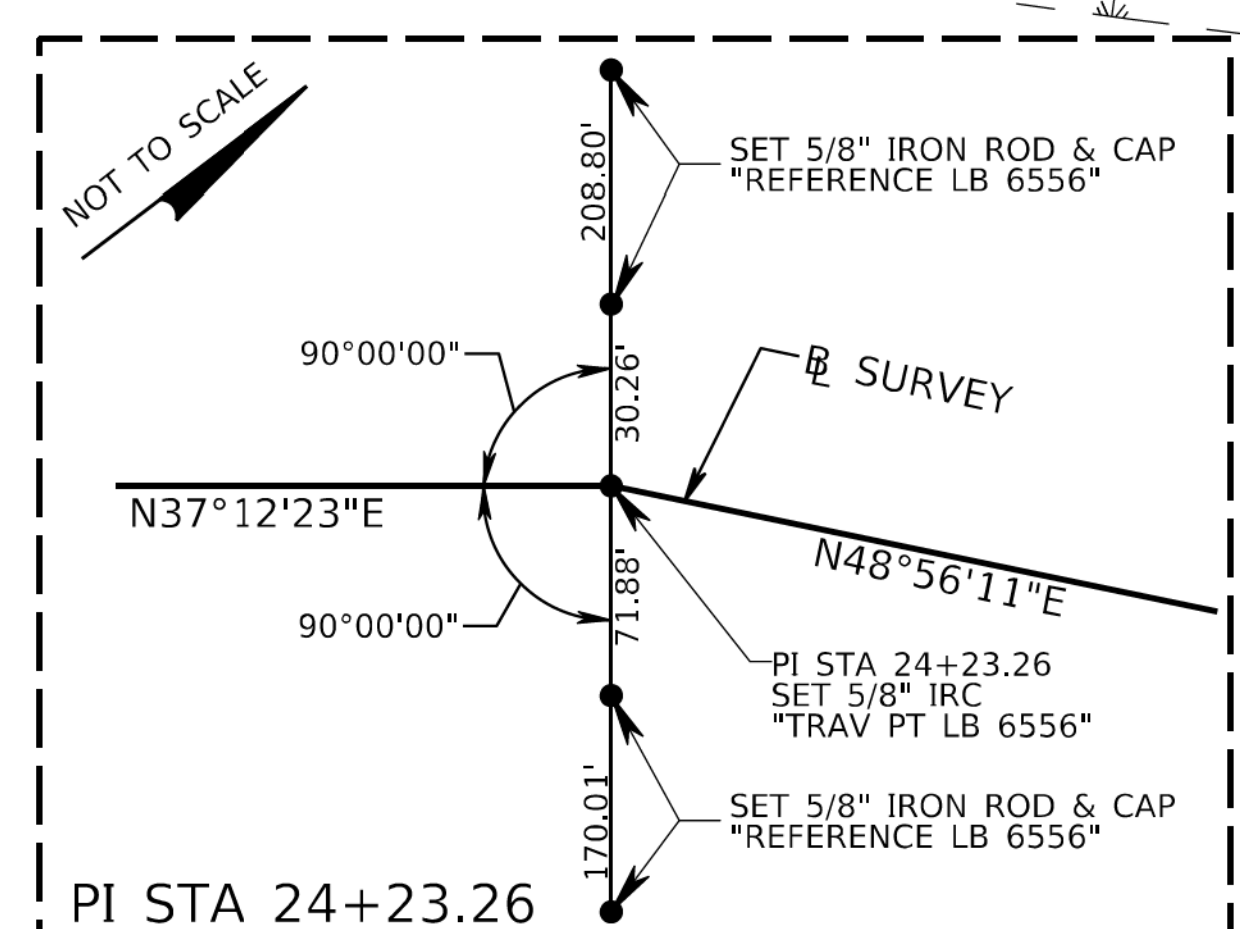 NOT TO SCALE
208.80'
SET 5/8" IRON ROD & CAP
"REFERENCE LB 6556"
90°00'00"
30.26'
BL SURVEY
N37°12'23"E
N48°56'11"E
90°00'00"
71.88'
PI STA 24+23.26
SET 5/8" IRC
"TRAV PT LB 6556"
170.01'
SET 5/8" IRON ROD & CAP
"REFERENCE LB 6556"
PI STA 24+23.26